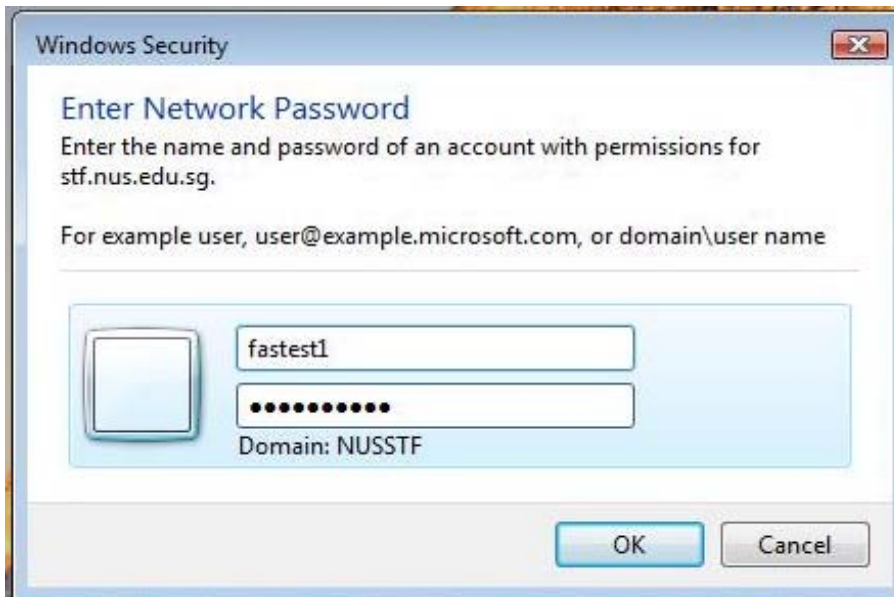 Windows Security
Enter Network Password
Enter the name and password of an account with permissions for
stf.nus.edu.sg.
For example user, user@example.microsoft.com, or domain\user name
fastest1
●●●●●●●●●●
Domain: NUSSTF
OK
Cancel